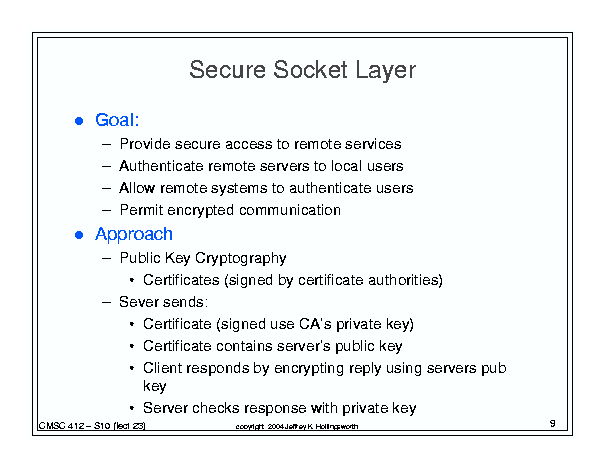 Secure Socket Layer
● Goal:
– Provide secure access to remote services
– Authenticate remote servers to local users
– Allow remote systems to authenticate users
– Permit encrypted communication
● Approach
– Public Key Cryptography
• Certificates (signed by certificate authorities)
– Sever sends:
• Certificate (signed use CA's private key)
• Certificate contains server's public key
• Client responds by encrypting reply using servers pub
key
• Server checks response with private key
CMSC 412 – S10 (lect 23)
copyright 2004 Jeffrey K. Hollingsworth
9